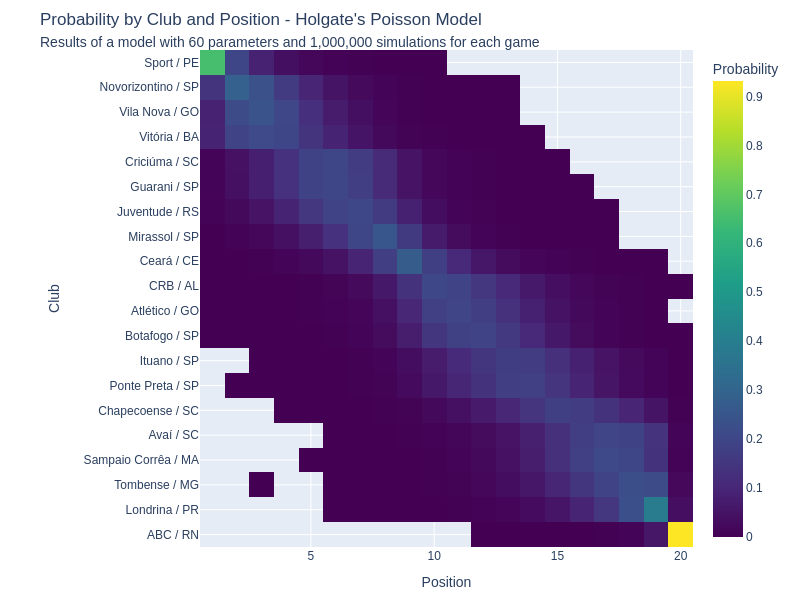 Probability by Club and Position - Holgate's Poisson Model
Results of a model with 60 parameters and 1,000,000 simulations for each game
Probability
Sport / PE
Novorizontino / SP
Vila Nova / GO
Vitória / BA
Criciúma / SC
Guarani / SP
Juventude / RS
Mirassol / SP
Ceará / CE
CRB / AL
Atlético / GO
Botafogo / SP
Ituano / SP
Ponte Preta / SP
Chapecoense / SC
Avaí / SC
Sampaio Corrêa / MA
Tombense / MG
Londrina / PR
ABC / RN
Club
5 10 15 20
Position
0.9
0.8
0.7
0.6
0.5
0.4
0.3
0.2
0.1
0